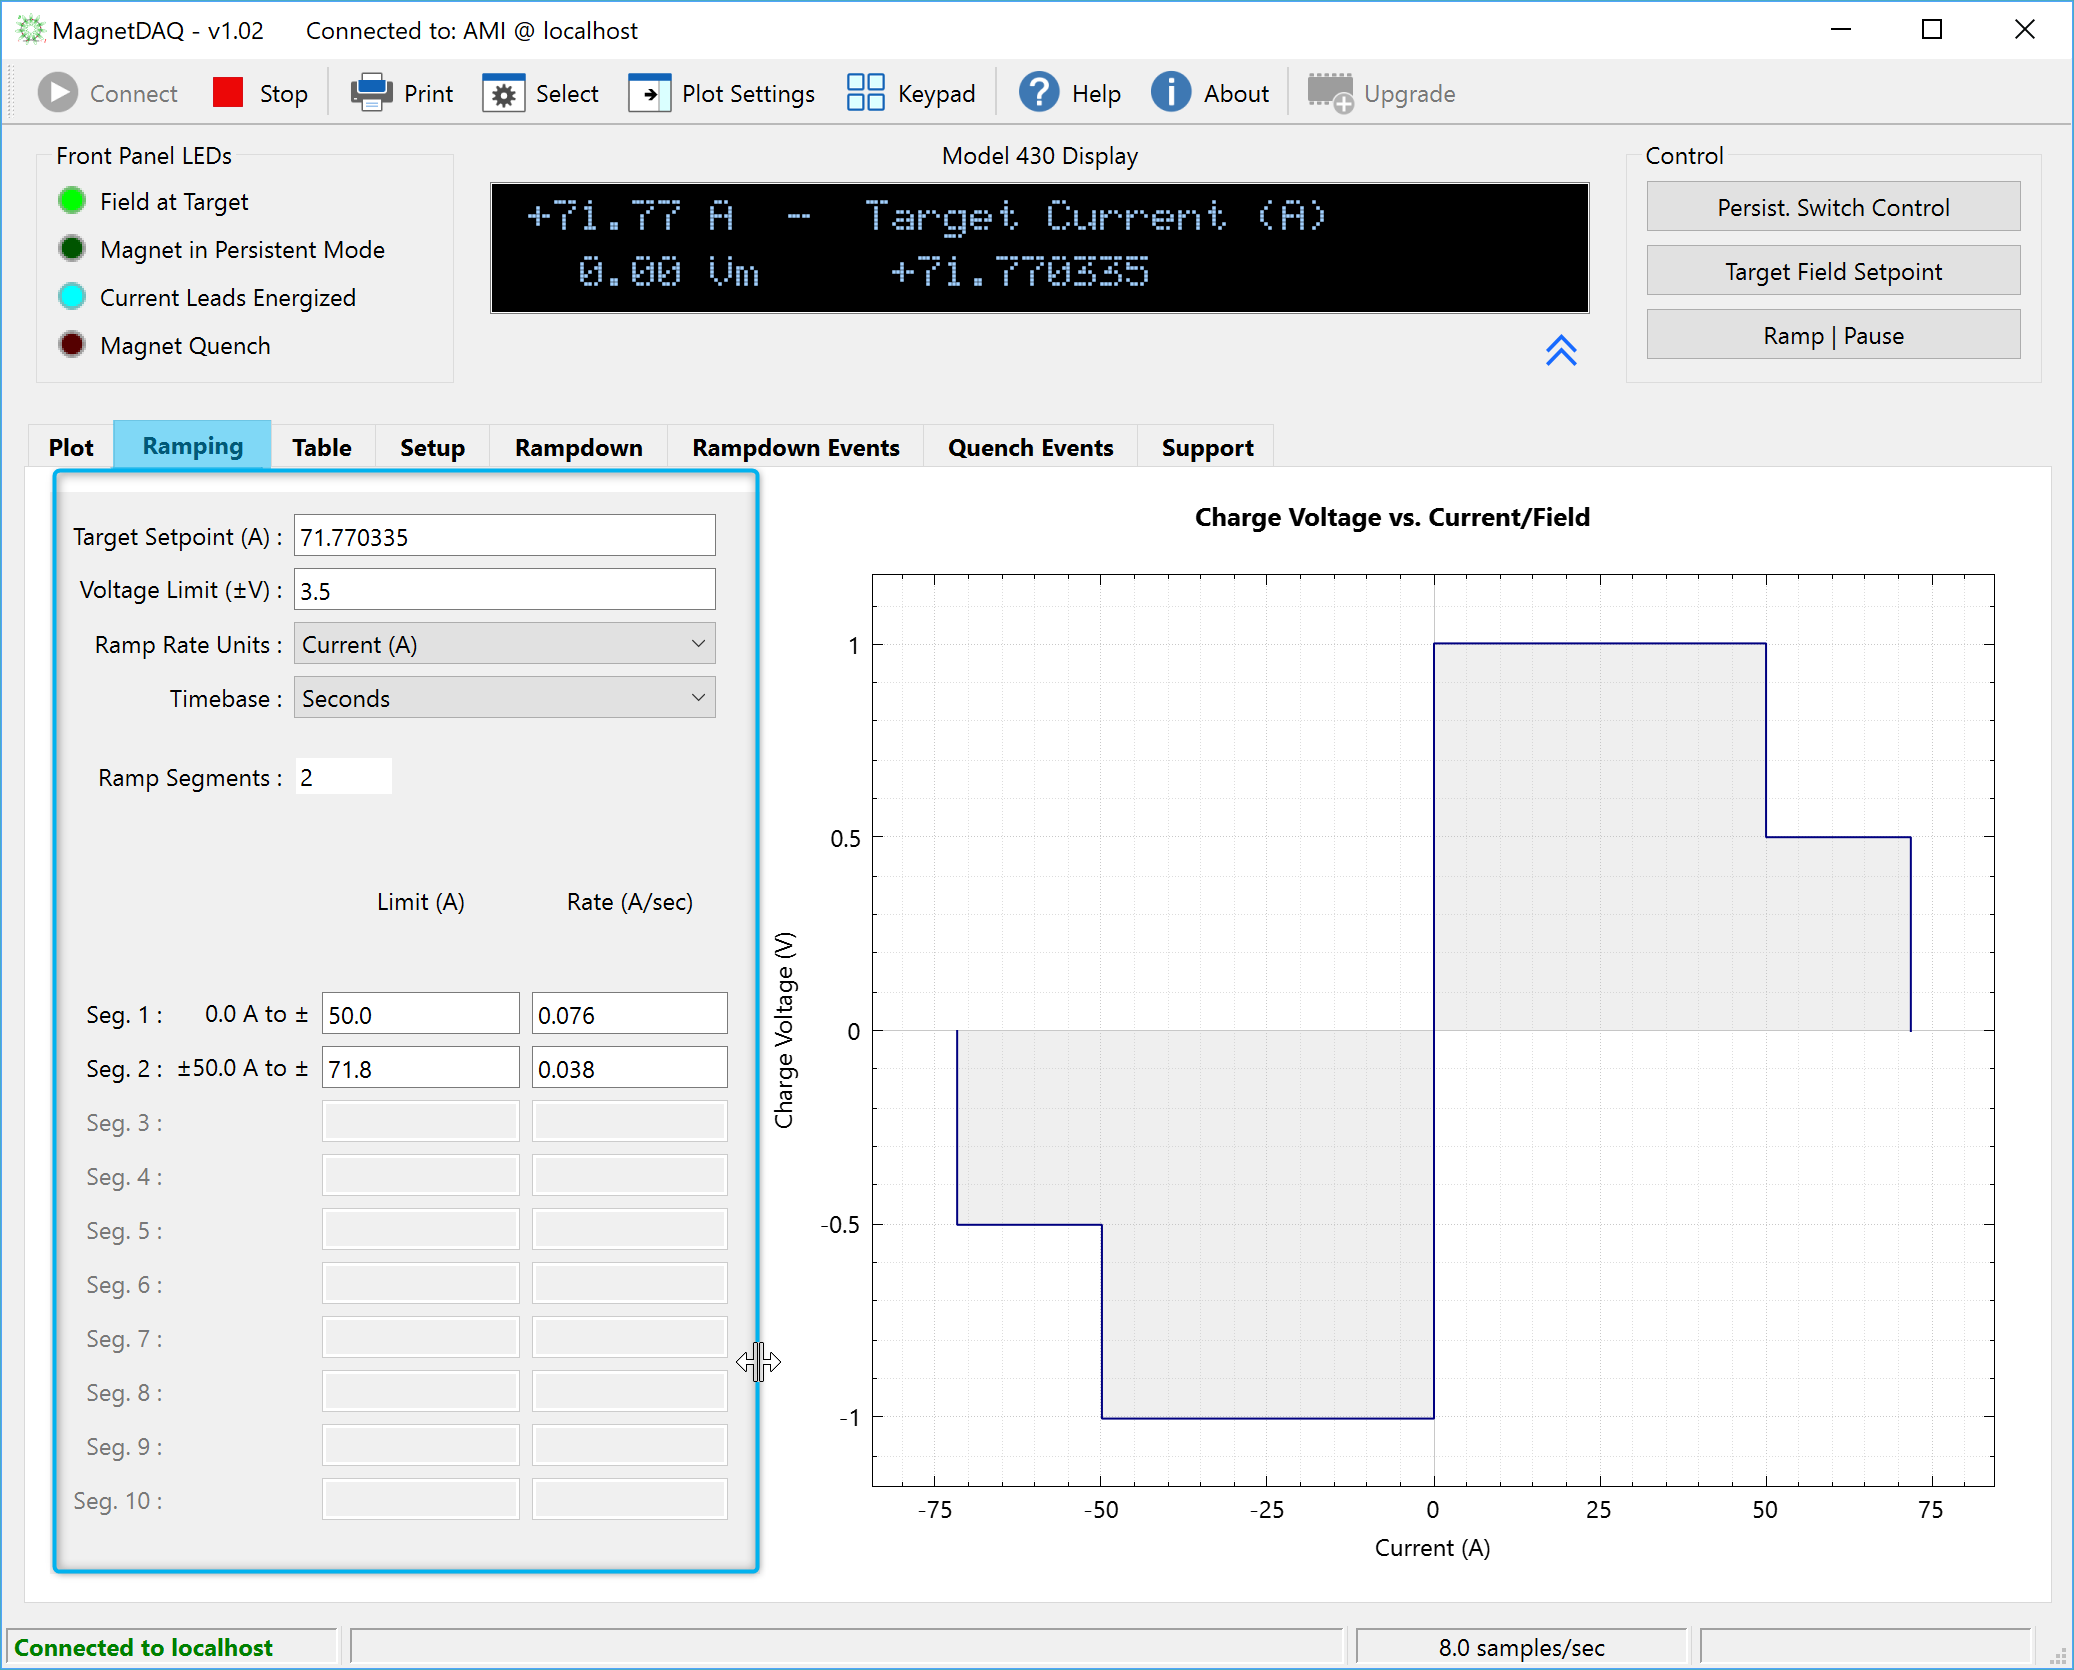 MagnetDAQ - v1.02 Connected to: AMI @ localhost
Connect Stop Print Select Plot Settings Keypad Help About Upgrade
Front Panel LEDs
Field at Target
Magnet in Persistent Mode
Current Leads Energized
Magnet Quench
Model 430 Display
+71.77 A – Target Current (A)
0.00 Vm +71.770335
Control
Persist. Switch Control
Target Field Setpoint
Ramp | Pause
Plot Ramping Table Setup Rampdown Rampdown Events Quench Events Support
Target Setpoint (A) : 71.770335
Voltage Limit (±V) : 3.5
Ramp Rate Units : Current (A)
Timebase : Seconds
Ramp Segments : 2
Limit (A) Rate (A/sec)
Seg. 1 : 0.0 A to ± 50.0 0.076
Seg. 2 : ±50.0 A to ± 71.8 0.038
Seg. 3 :
Seg. 4 :
Seg. 5 :
Seg. 6 :
Seg. 7 :
Seg. 8 :
Seg. 9 :
Seg. 10 :
Charge Voltage vs. Current/Field
Charge Voltage (V)
1
0.5
0
-0.5
-1
-75 -50 -25 0 25 50 75
Current (A)
Connected to localhost 8.0 samples/sec